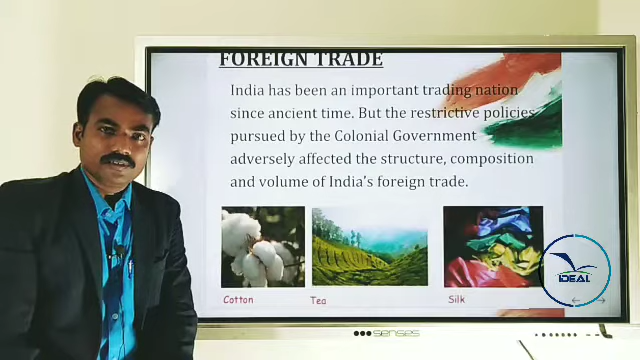 FOREIGN TRADE
India has been an important trading nation
since ancient time. But the restrictive policies
pursued by the Colonial Government
adversely affected the structure, composition
and volume of India's foreign trade.
Cotton
Tea
Silk
IDEAL
senses